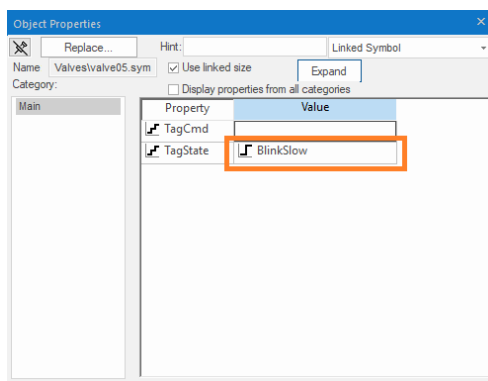 Object Properties
Replace... Hint: Linked Symbol
Name Valves\valve05.sym Use linked size Expand
Category: Display properties from all categories
Main Property Value
TagCmd
TagState BlinkSlow